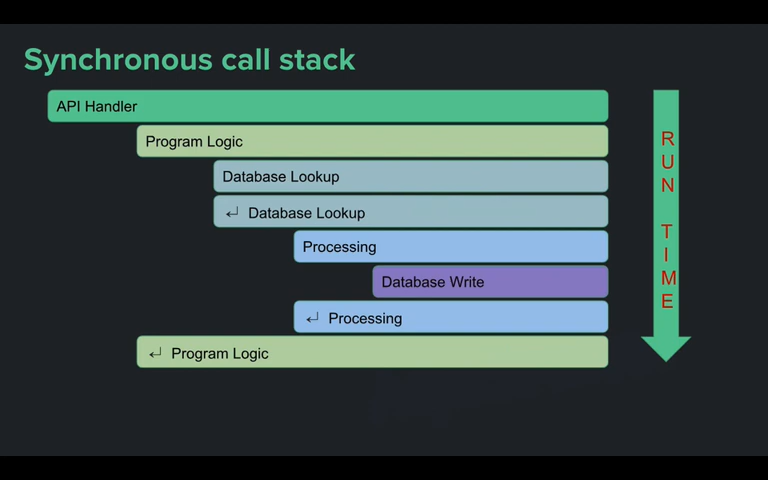 Synchronous call stack
API Handler
Program Logic
Database Lookup
↵ Database Lookup
Processing
Database Write
↵ Processing
↵ Program Logic
RUN TIME